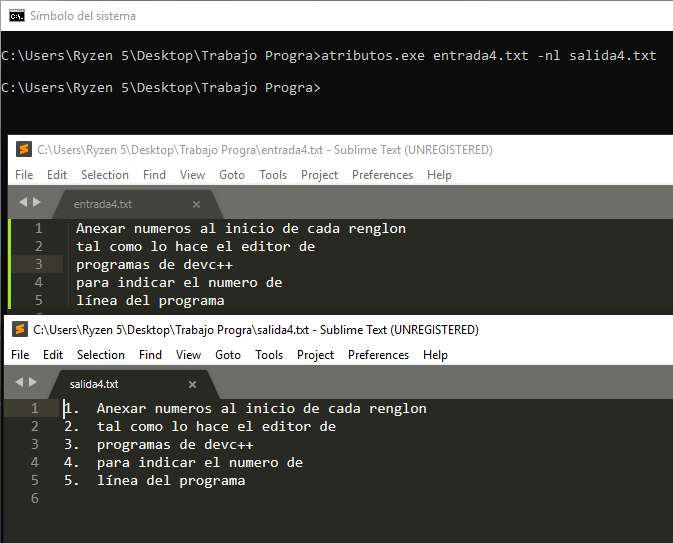 Símbolo del sistema
C:\Users\Ryzen 5\Desktop\Trabajo Progra>atributos.exe entrada4.txt -nl salida4.txt
C:\Users\Ryzen 5\Desktop\Trabajo Progra>
C:\Users\Ryzen 5\Desktop\Trabajo Progra\entrada4.txt - Sublime Text (UNREGISTERED)
File Edit Selection Find View Goto Tools Project Preferences Help
entrada4.txt ×
1 Anexar numeros al inicio de cada renglon
2 tal como lo hace el editor de
3 programas de devc++
4 para indicar el numero de
5 línea del programa
C:\Users\Ryzen 5\Desktop\Trabajo Progra\salida4.txt - Sublime Text (UNREGISTERED)
File Edit Selection Find View Goto Tools Project Preferences Help
salida4.txt ×
1 1. Anexar numeros al inicio de cada renglon
2 2. tal como lo hace el editor de
3 3. programas de devc++
4 4. para indicar el numero de
5 5. línea del programa
6